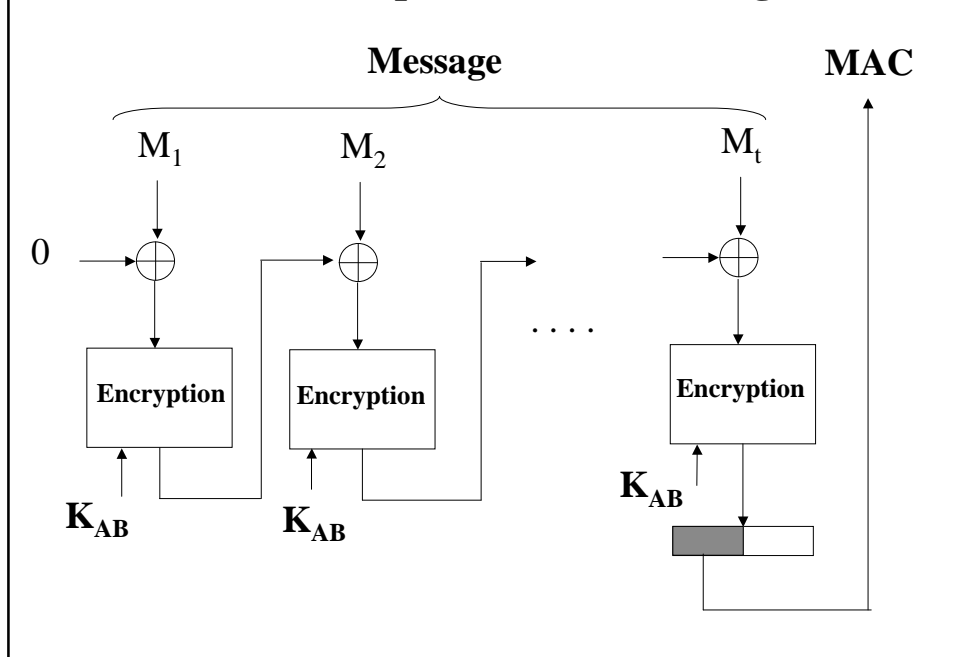 Message
MAC
M1
M2
Mt
0
. . . .
Encryption
Encryption
Encryption
KAB
KAB
KAB